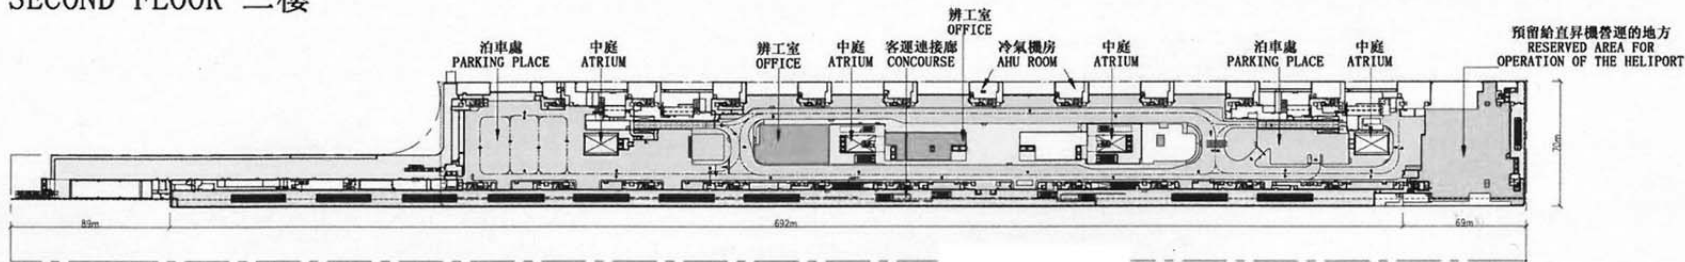 SECOND FLOOR 二樓
辨工室
OFFICE
泊車處
PARKING PLACE
中庭
ATRIUM
辨工室
OFFICE
中庭
ATRIUM
客運連接廊
CONCOURSE
冷氣機房
AHU ROOM
中庭
ATRIUM
泊車處
PARKING PLACE
中庭
ATRIUM
預留給直昇機營運的地方
RESERVED AREA FOR
OPERATION OF THE HELIPORT
70m
89m
692m
69m